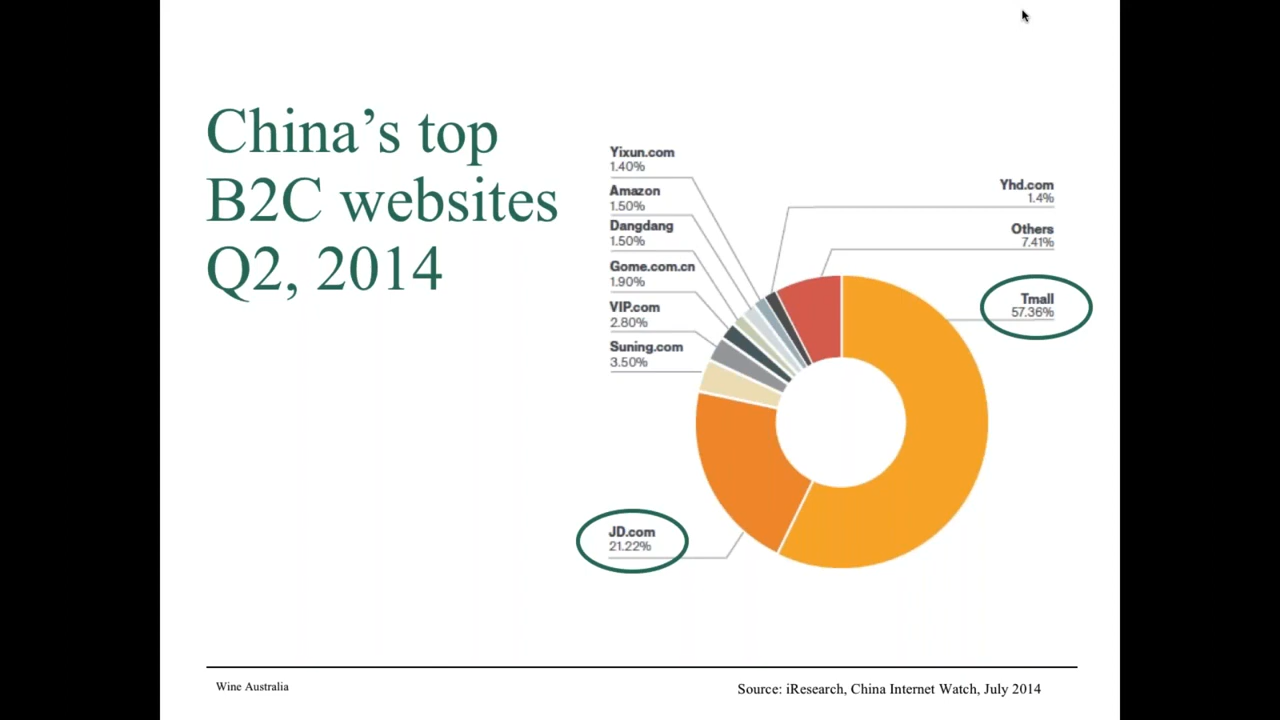 China’s top
B2C websites
Q2, 2014
Yixun.com
1.40%
Amazon
1.50%
Dangdang
1.50%
Gome.com.cn
1.90%
VIP.com
2.80%
Suning.com
3.50%
JD.com
21.22%
Yhd.com
1.4%
Others
7.41%
Tmall
57.36%
Wine Australia
Source: iResearch, China Internet Watch, July 2014